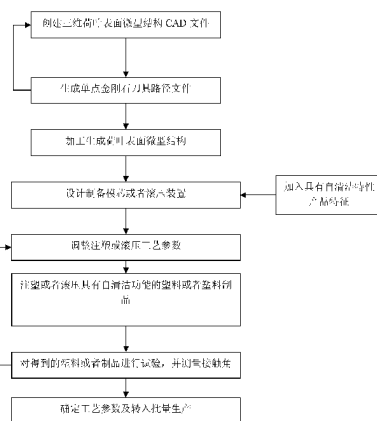 创建三维荷叶表面微型结构 CAD 文件
生成单点金刚石刀具路径文件
加工生成荷叶表面微型结构
设计制备模芯或者滚压装置
加入具有自清洁特性
产品特征
调整注塑或滚压工艺参数
注塑或者滚压具有自清洁功能的塑料或者塑料制
品
对得到的塑料或者制品进行试验，并测量接触角
确定工艺参数及转入批量生产